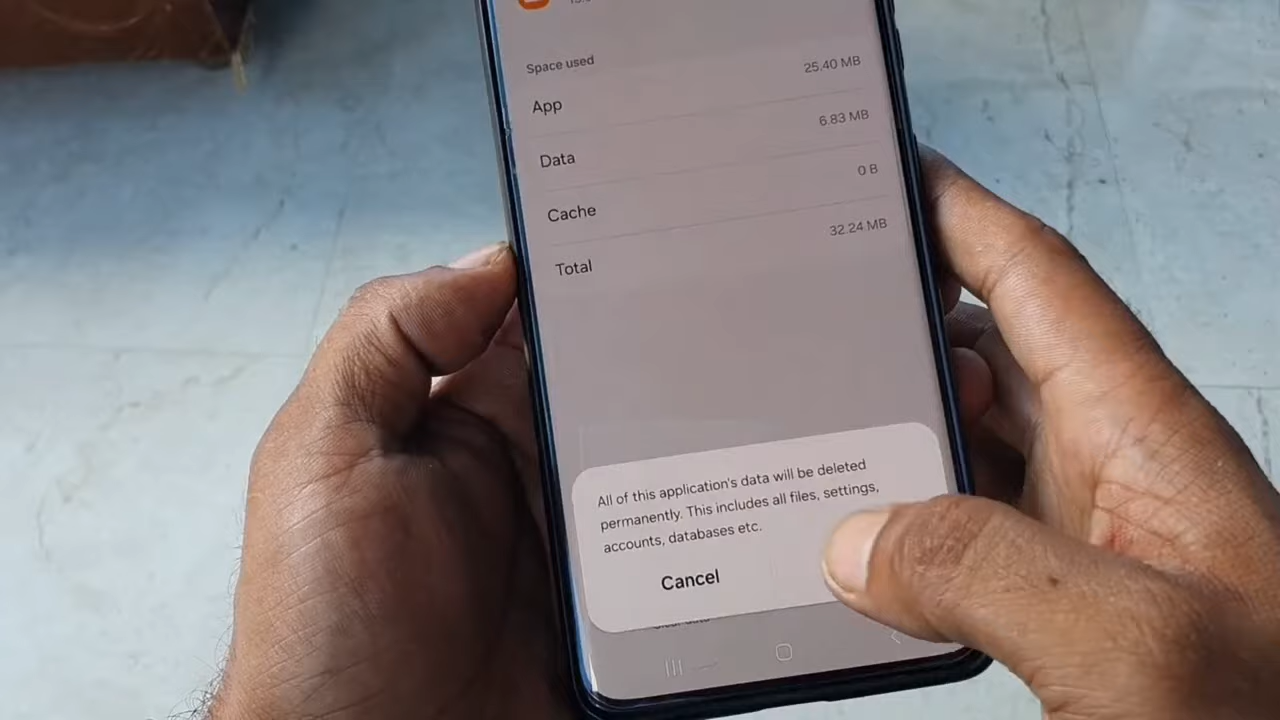 Space used
App
25.40 MB
Data
6.83 MB
Cache
0 B
Total
32.24 MB
All of this application's data will be deleted
permanently. This includes all files, settings,
accounts, databases etc.
Cancel